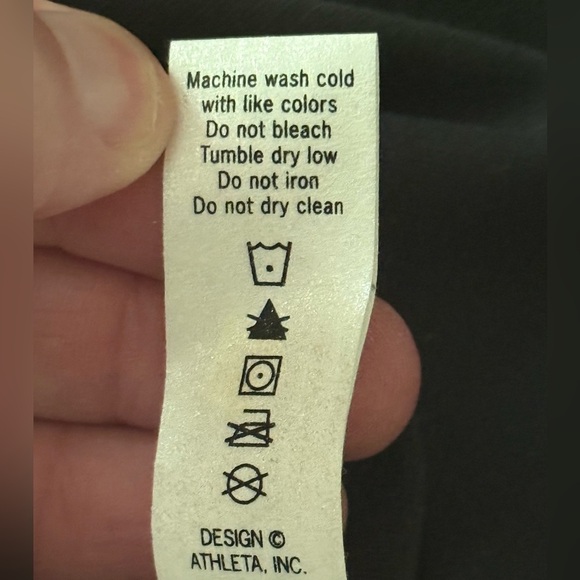 Machine wash cold
with like colors
Do not bleach
Tumble dry low
Do not iron
Do not dry clean
DESIGN ©
ATHLETA, INC.